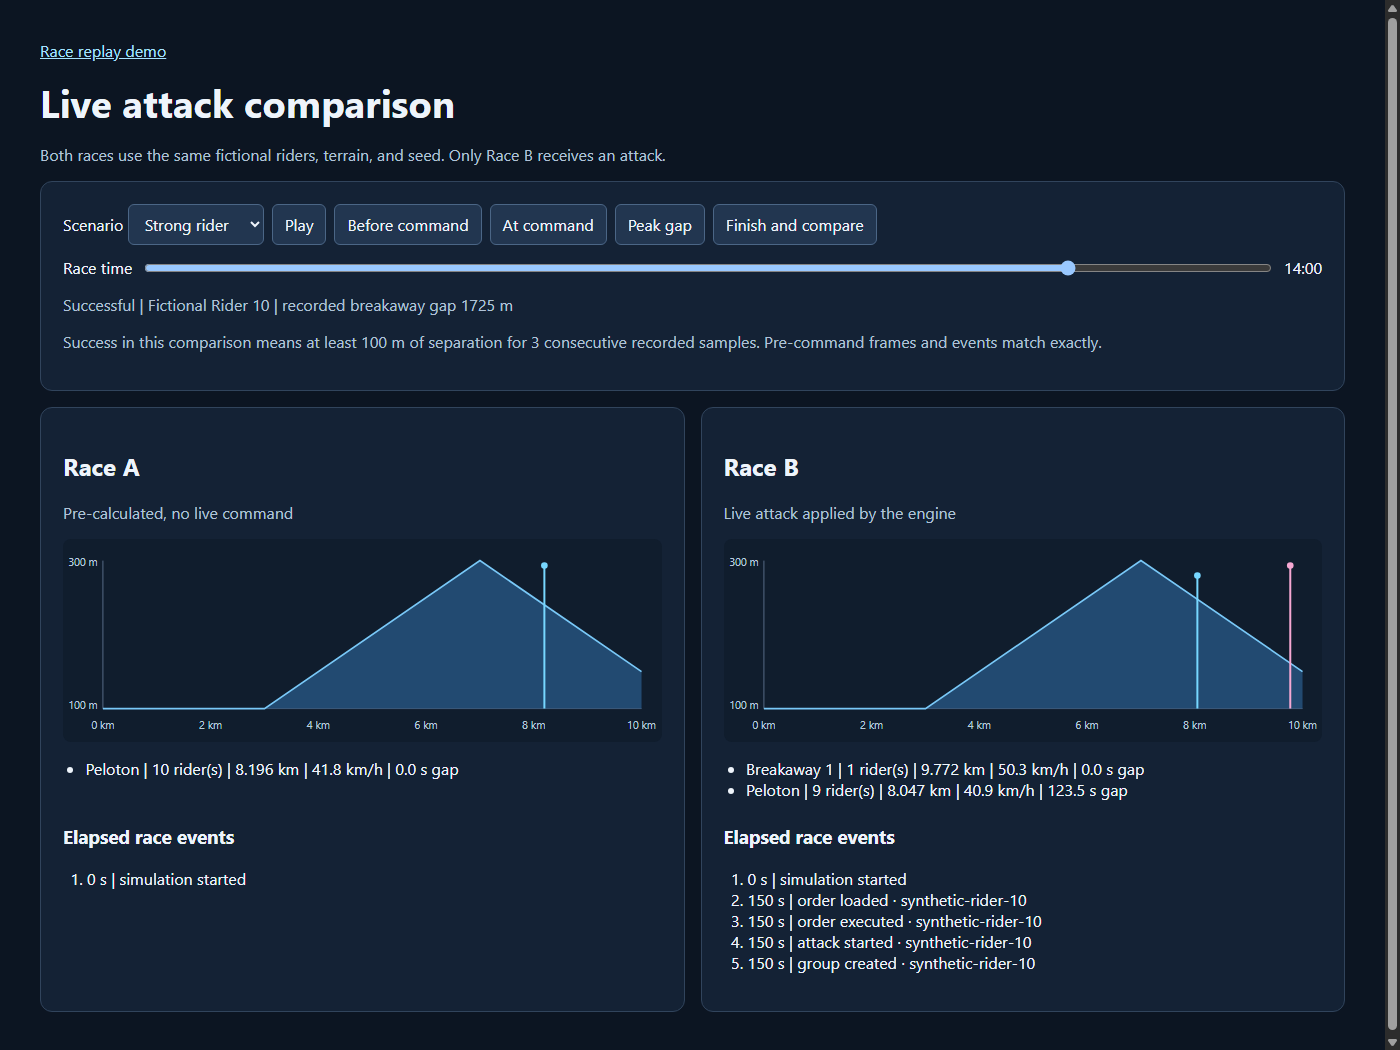 Race replay demo
Live attack comparison
Both races use the same fictional riders, terrain, and seed. Only Race B receives an attack.
Scenario Strong rider Play Before command At command Peak gap Finish and compare
Race time 14:00
Successful | Fictional Rider 10 | recorded breakaway gap 1725 m
Success in this comparison means at least 100 m of separation for 3 consecutive recorded samples. Pre-command frames and events match exactly.
Race A
Pre-calculated, no live command
300 m
100 m
0 km 2 km 4 km 6 km 8 km 10 km
• Peloton | 10 rider(s) | 8.196 km | 41.8 km/h | 0.0 s gap
Elapsed race events
1. 0 s | simulation started
Race B
Live attack applied by the engine
300 m
100 m
0 km 2 km 4 km 6 km 8 km 10 km
• Breakaway 1 | 1 rider(s) | 9.772 km | 50.3 km/h | 0.0 s gap
• Peloton | 9 rider(s) | 8.047 km | 40.9 km/h | 123.5 s gap
Elapsed race events
1. 0 s | simulation started
2. 150 s | order loaded · synthetic-rider-10
3. 150 s | order executed · synthetic-rider-10
4. 150 s | attack started · synthetic-rider-10
5. 150 s | group created · synthetic-rider-10